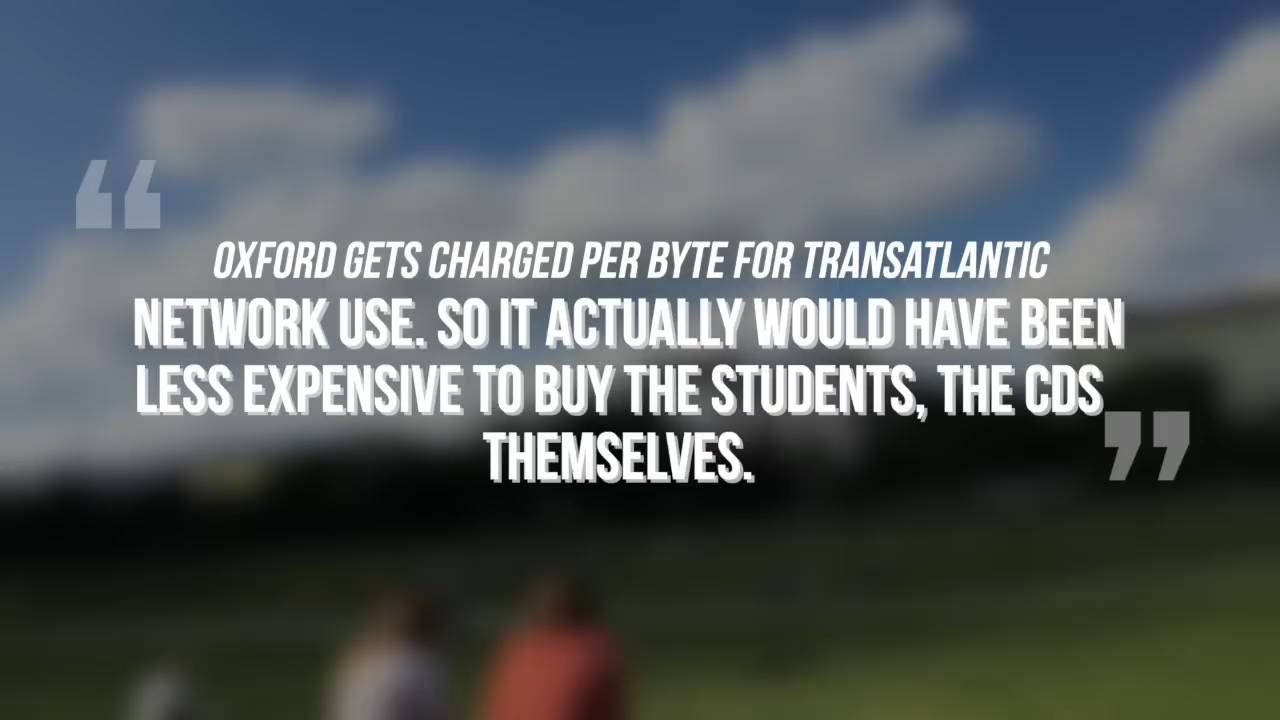 “
OXFORD GETS CHARGED PER BYTE FOR TRANSATLANTIC
NETWORK USE. SO IT ACTUALLY WOULD HAVE BEEN
LESS EXPENSIVE TO BUY THE STUDENTS, THE CDS
THEMSELVES.
”